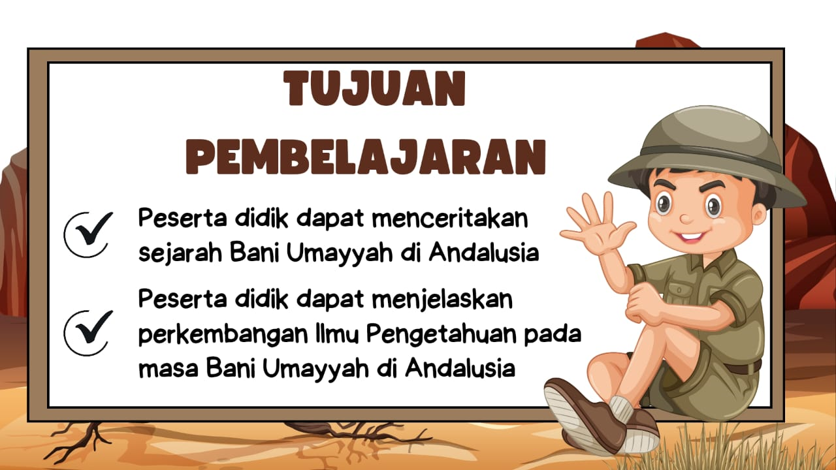 TUJUAN
PEMBELAJARAN
Peserta didik dapat menceritakan
sejarah Bani Umayyah di Andalusia
Peserta didik dapat menjelaskan
perkembangan Ilmu Pengetahuan pada
masa Bani Umayyah di Andalusia